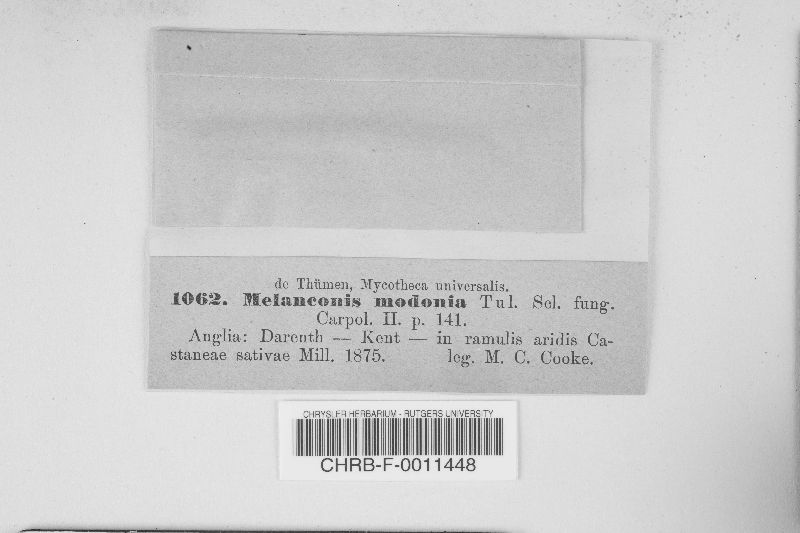 de Thümen, Mycotheca universalis.
1062. Melanconis modonia Tul. Sel. fung.
Carpol. II. p. 141.
Anglia: Darenth — Kent — in ramulis aridis Ca-
staneae sativae Mill. 1875. leg. M. C. Cooke.
CHRYSLER HERBARIUM - RUTGERS UNIVERSITY
CHRB-F-0011448